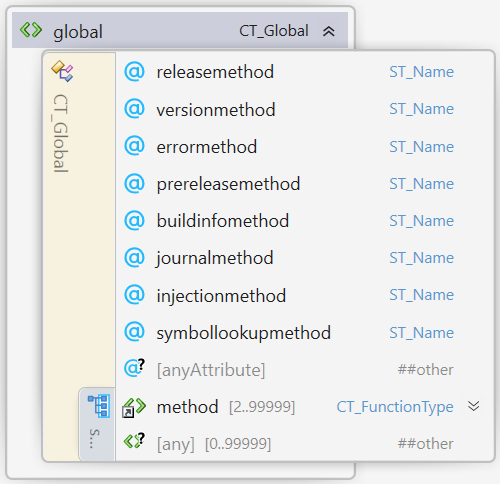 global CT_Global
CT_Global
releasemethod ST_Name
versionmethod ST_Name
errormethod ST_Name
prereleasemethod ST_Name
buildinfomethod ST_Name
journalmethod ST_Name
injectionmethod ST_Name
symbollookupmethod ST_Name
[anyAttribute] ##other
method [2..99999] CT_FunctionType
[any] [0..99999] ##other
S...